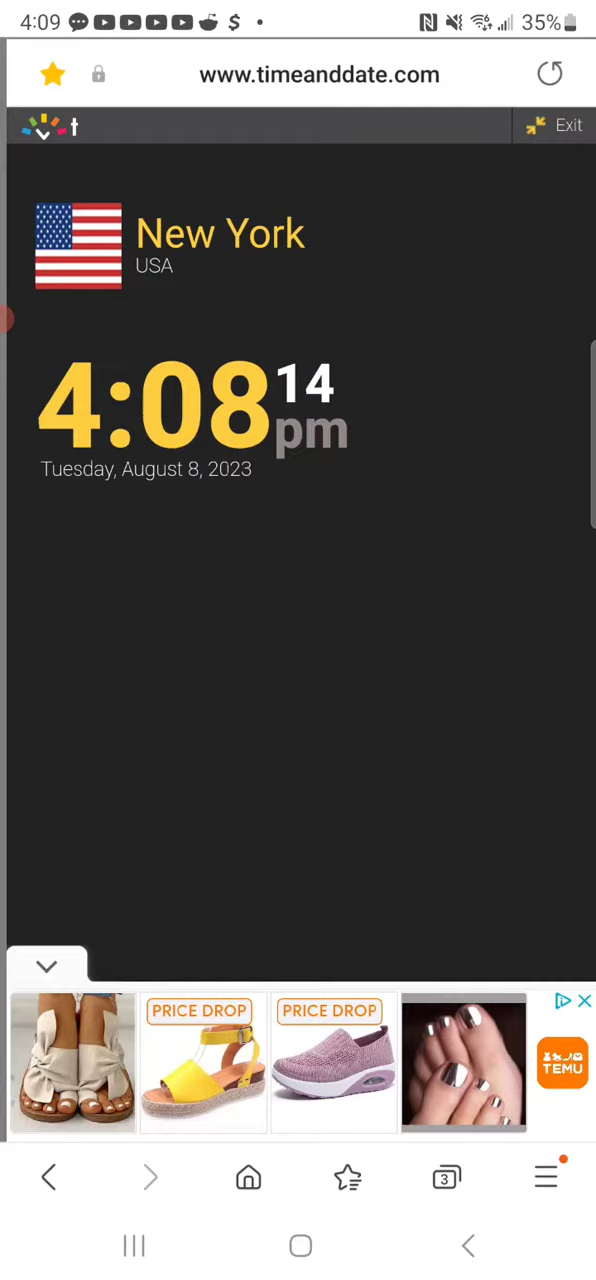 4:09 $ 35%
www.timeanddate.com
t Exit
New York
USA
4:08 14 pm
Tuesday, August 8, 2023
PRICE DROP PRICE DROP
TEMU
3